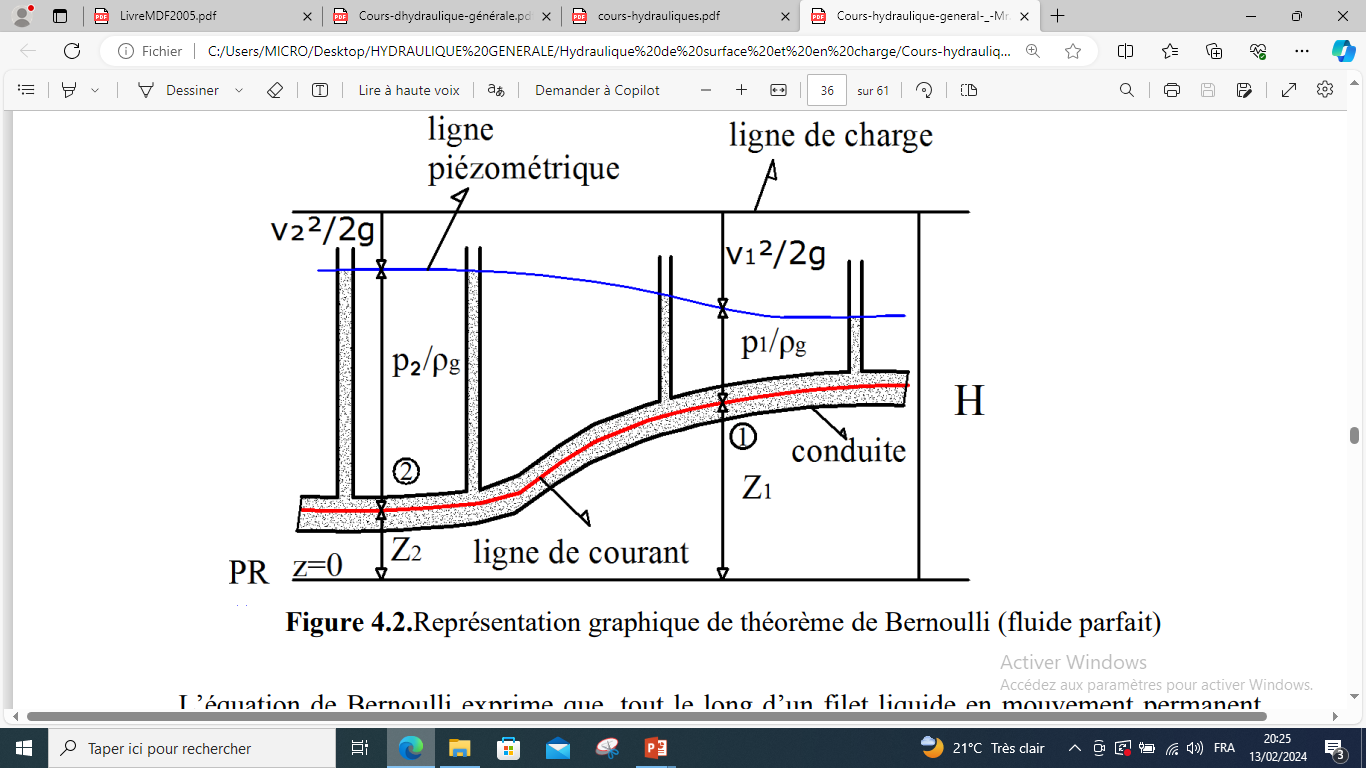 LivreMDF2005.pdf
Cours-dhydraulique-générale.pd
cours-hydrauliques.pdf
Cours-hydraulique-general-_-Mr.
Fichier
C:/Users/MICRO/Desktop/HYDRAULIQUE%20GENERALE/Hydraulique%20de%20surface%20et%20en%20charge/Cours-hydrauliq...
Dessiner
Lire à haute voix
aあ
Demander à Copilot
36
sur 61
ligne
piézométrique
ligne de charge
v₂²/2g
v₁²/2g
p₂/ρg
p1/ρg
H
②
①
conduite
Z1
Z2
ligne de courant
PR z=0
Figure 4.2.Représentation graphique de théorème de Bernoulli (fluide parfait)
Activer Windows
Accédez aux paramètres pour activer Windows.
L'équation de Bernoulli exprime que, tout le long d'un filet liquide en mouvement permanent
Taper ici pour rechercher
21°C Très clair
FRA
20:25
13/02/2024
3